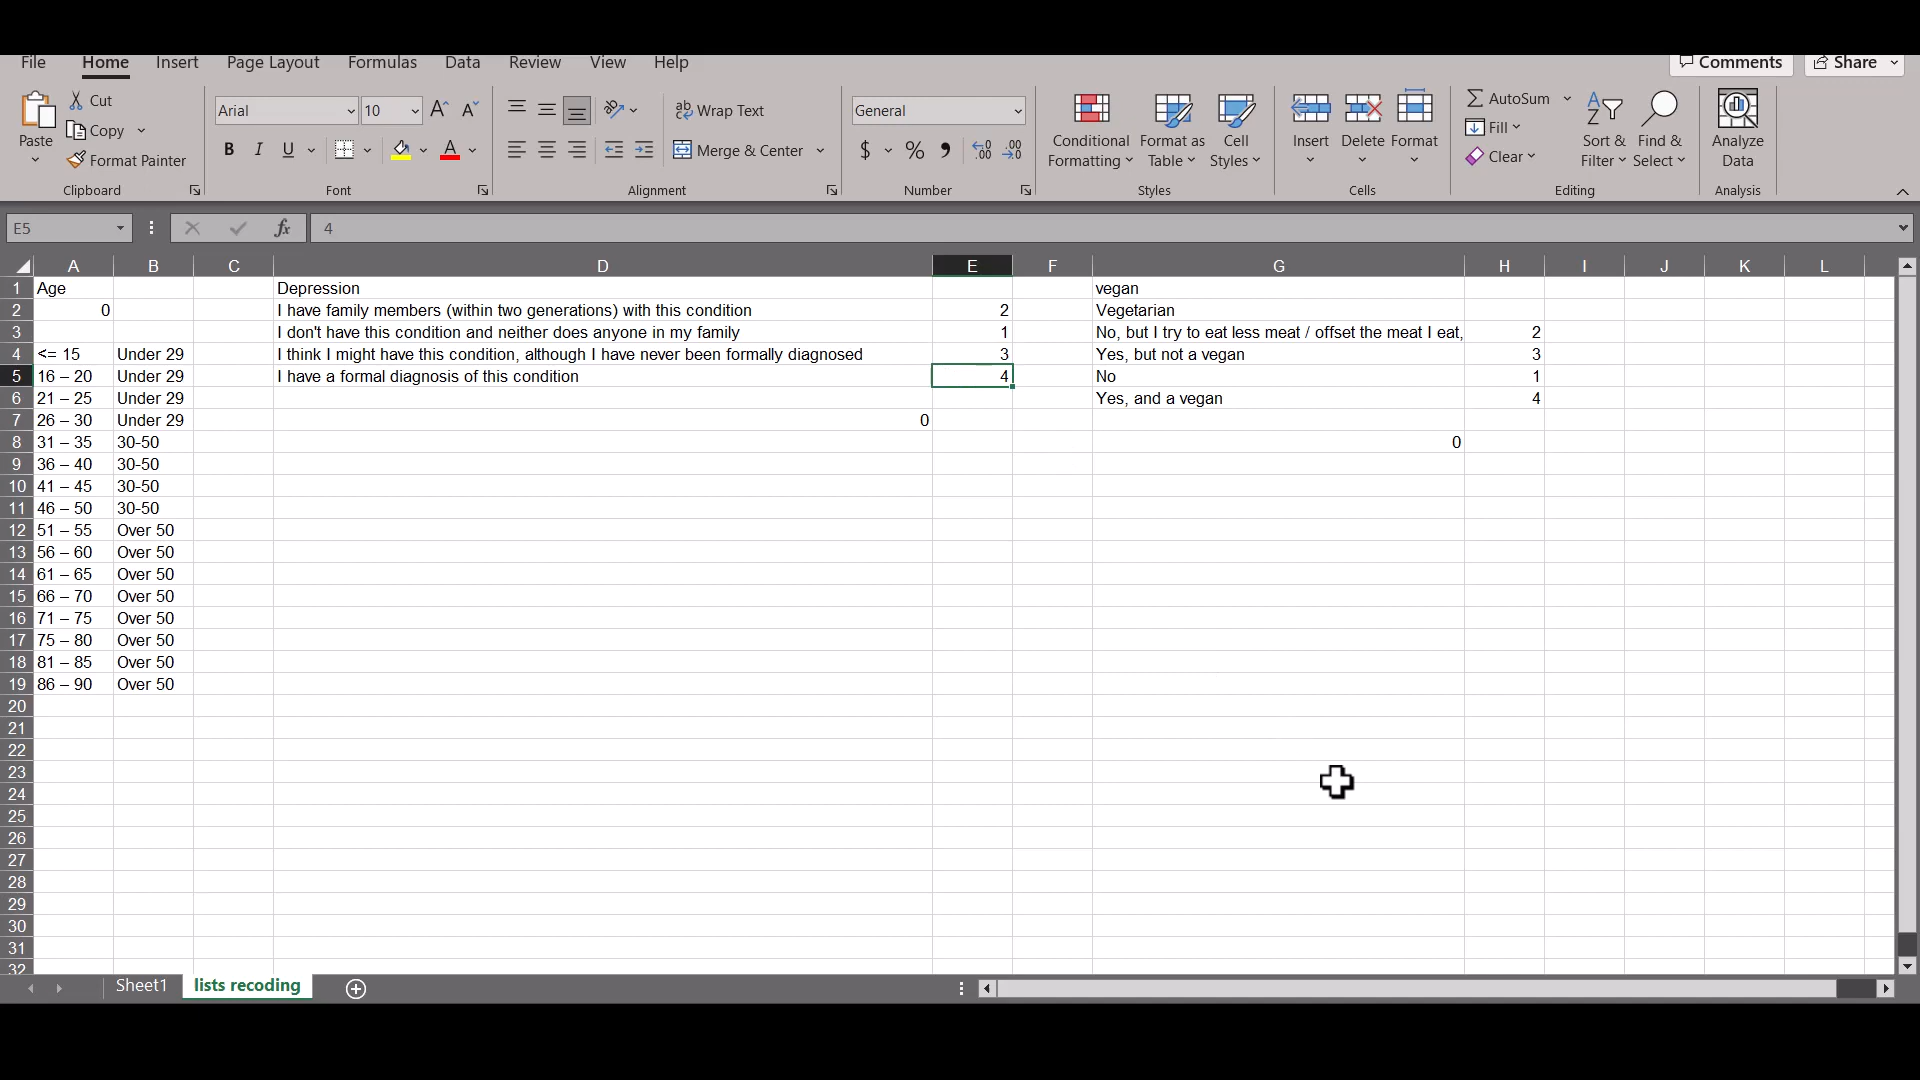 File Home Insert Page Layout Formulas Data Review View Help Comments Share
Cut AutoSum
Arial 10 Wrap Text General
Copy Fill
Paste Conditional Format as Cell Insert Delete Format Sort & Find & Analyze
Format Painter B I U Merge & Center $ % Formatting Table Styles Clear Filter Select Data
Clipboard Font Alignment Number Styles Cells Editing Analysis
E5 fx 4
A B C D E F G H I J K L
1 Age Depression vegan
2 0 I have family members (within two generations) with this condition 2 Vegetarian
3 I don't have this condition and neither does anyone in my family 1 No, but I try to eat less meat / offset the meat I eat, 2
4 <= 15 Under 29 I think I might have this condition, although I have never been formally diagnosed 3 Yes, but not a vegan 3
5 16 – 20 Under 29 I have a formal diagnosis of this condition 4 No 1
6 21 – 25 Under 29 Yes, and a vegan 4
7 26 – 30 Under 29 0
8 31 – 35 30-50 0
9 36 – 40 30-50
10 41 – 45 30-50
11 46 – 50 30-50
12 51 – 55 Over 50
13 56 – 60 Over 50
14 61 – 65 Over 50
15 66 – 70 Over 50
16 71 – 75 Over 50
17 75 – 80 Over 50
18 81 – 85 Over 50
19 86 – 90 Over 50
20
21
22
23
24
25
26
27
28
29
30
31
32
Sheet1 lists recoding